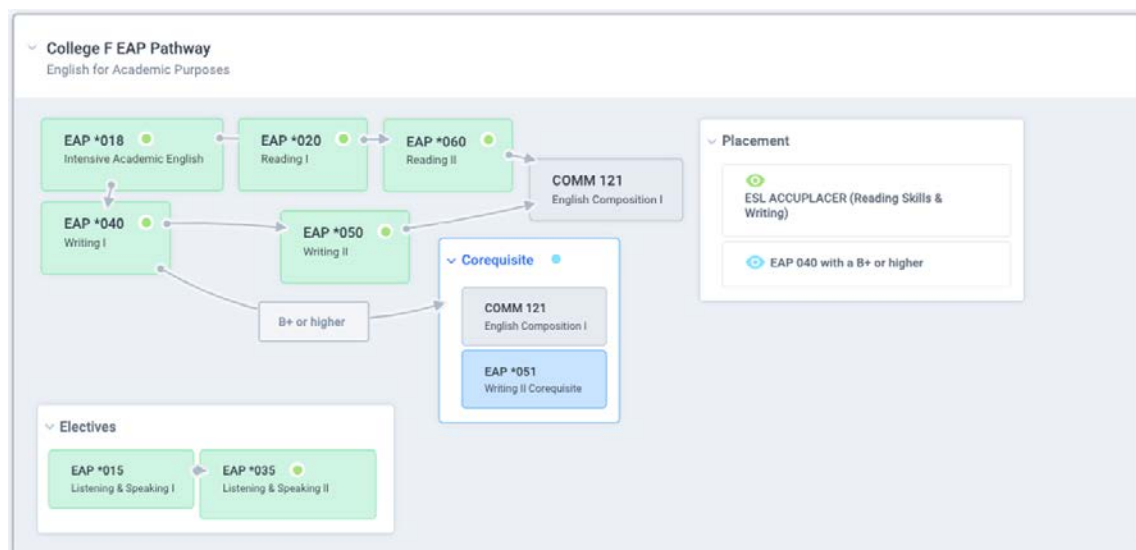 College F EAP Pathway
English for Academic Purposes
EAP *018
Intensive Academic English
EAP *020
Reading I
EAP *060
Reading II
COMM 121
English Composition I
EAP *040
Writing I
EAP *050
Writing II
B+ or higher
Corequisite
COMM 121
English Composition I
EAP *051
Writing II Corequisite
Placement
ESL ACCUPLACER (Reading Skills &
Writing)
EAP 040 with a B+ or higher
Electives
EAP *015
Listening & Speaking I
EAP *035
Listening & Speaking II